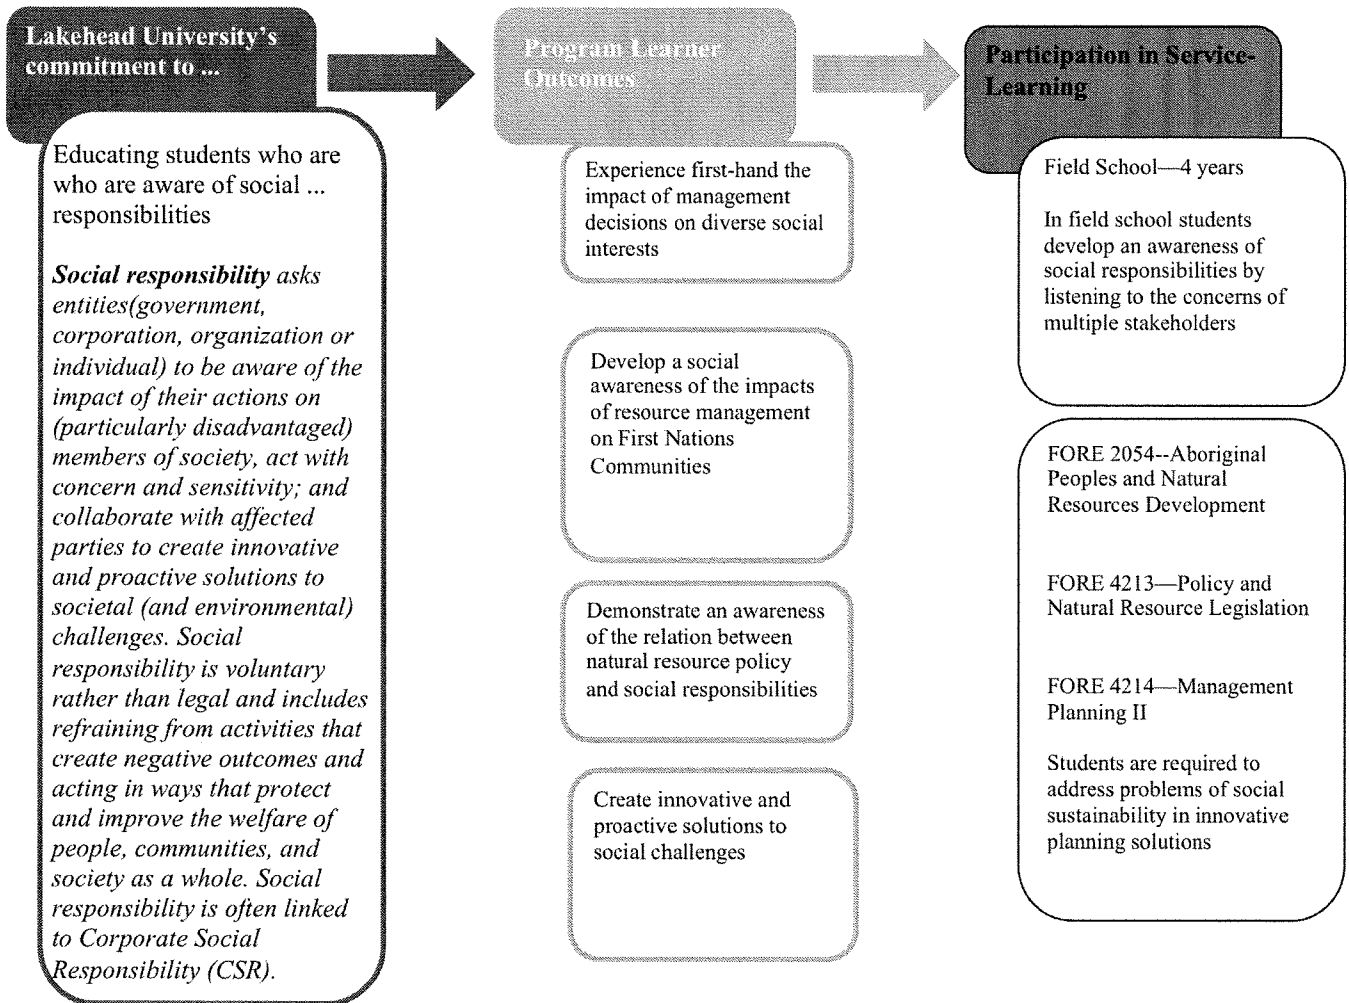 Lakehead University's
commitment to ...
Educating students who are
who are aware of social ...
responsibilities
Social responsibility asks
entities(government,
corporation, organization or
individual) to be aware of the
impact of their actions on
(particularly disadvantaged)
members of society, act with
concern and sensitivity; and
collaborate with affected
parties to create innovative
and proactive solutions to
societal (and environmental)
challenges. Social
responsibility is voluntary
rather than legal and includes
refraining from activities that
create negative outcomes and
acting in ways that protect
and improve the welfare of
people, communities, and
society as a whole. Social
responsibility is often linked
to Corporate Social
Responsibility (CSR).
Program Learner
Outcomes
Experience first-hand the
impact of management
decisions on diverse social
interests
Develop a social
awareness of the impacts
of resource management
on First Nations
Communities
Demonstrate an awareness
of the relation between
natural resource policy
and social responsibilities
Create innovative and
proactive solutions to
social challenges
Participation in Service-
Learning
Field School—4 years
In field school students
develop an awareness of
social responsibilities by
listening to the concerns of
multiple stakeholders
FORE 2054--Aboriginal
Peoples and Natural
Resources Development
FORE 4213—Policy and
Natural Resource Legislation
FORE 4214—Management
Planning II
Students are required to
address problems of social
sustainability in innovative
planning solutions